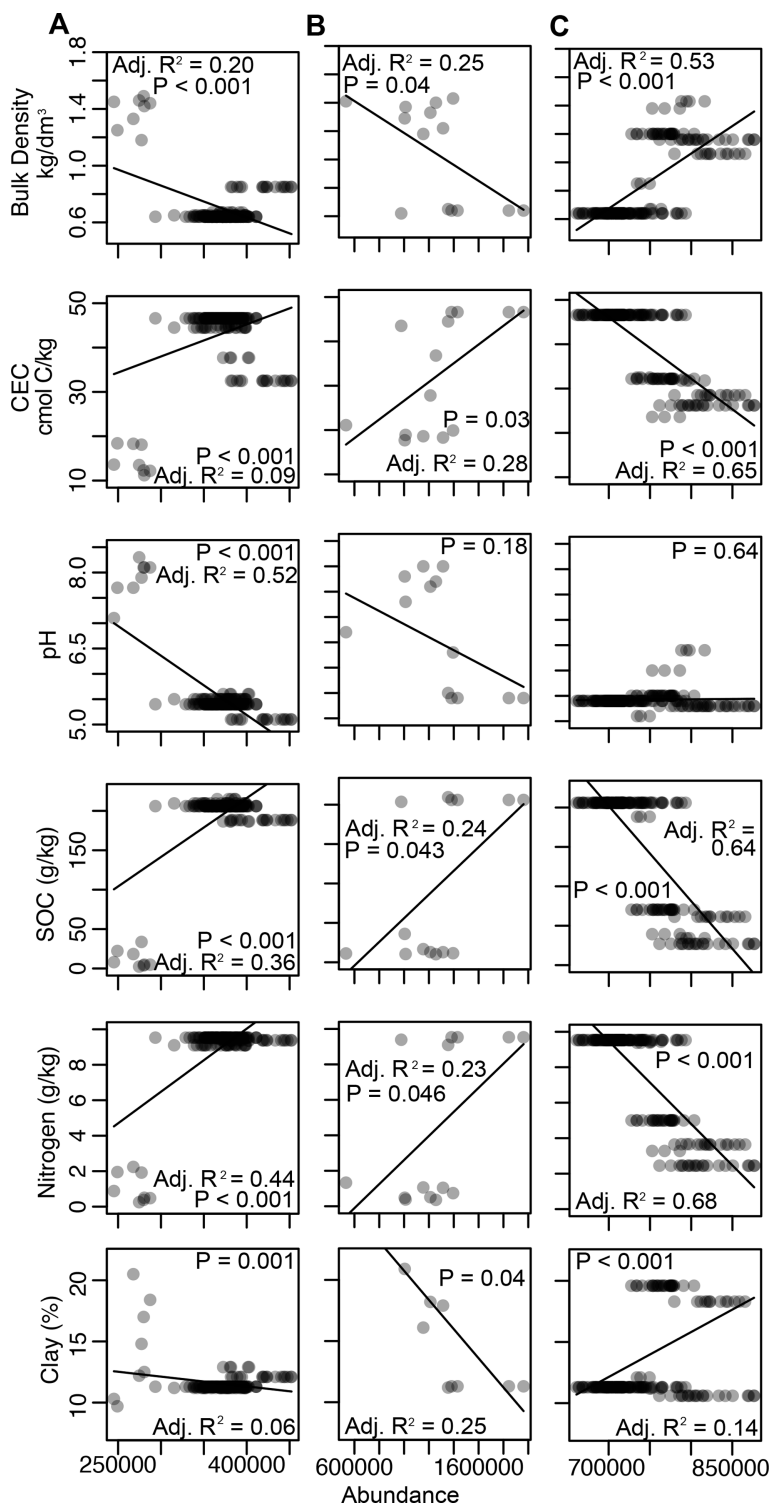 A
B
C
Bulk Density
kg/dm³
1.8
1.4
1.0
0.6
Adj. R² = 0.20
P < 0.001
Adj. R² = 0.25
P = 0.04
Adj. R² = 0.53
P < 0.001
CEC
cmol C/kg
50
30
10
P < 0.001
Adj. R² = 0.09
P = 0.03
Adj. R² = 0.28
P < 0.001
Adj. R² = 0.65
pH
8.0
6.5
5.0
P < 0.001
Adj. R² = 0.52
P = 0.18
P = 0.64
SOC (g/kg)
150
50
0
P < 0.001
Adj. R² = 0.36
Adj. R² = 0.24
P = 0.043
Adj. R² =
0.64
P < 0.001
Nitrogen (g/kg)
8
6
4
2
0
Adj. R² = 0.44
P < 0.001
Adj. R² = 0.23
P = 0.046
P < 0.001
Adj. R² = 0.68
Clay (%)
20
15
10
P = 0.001
Adj. R² = 0.06
P = 0.04
Adj. R² = 0.25
P < 0.001
Adj. R² = 0.14
250000 400000
600000 1600000
700000 850000
Abundance